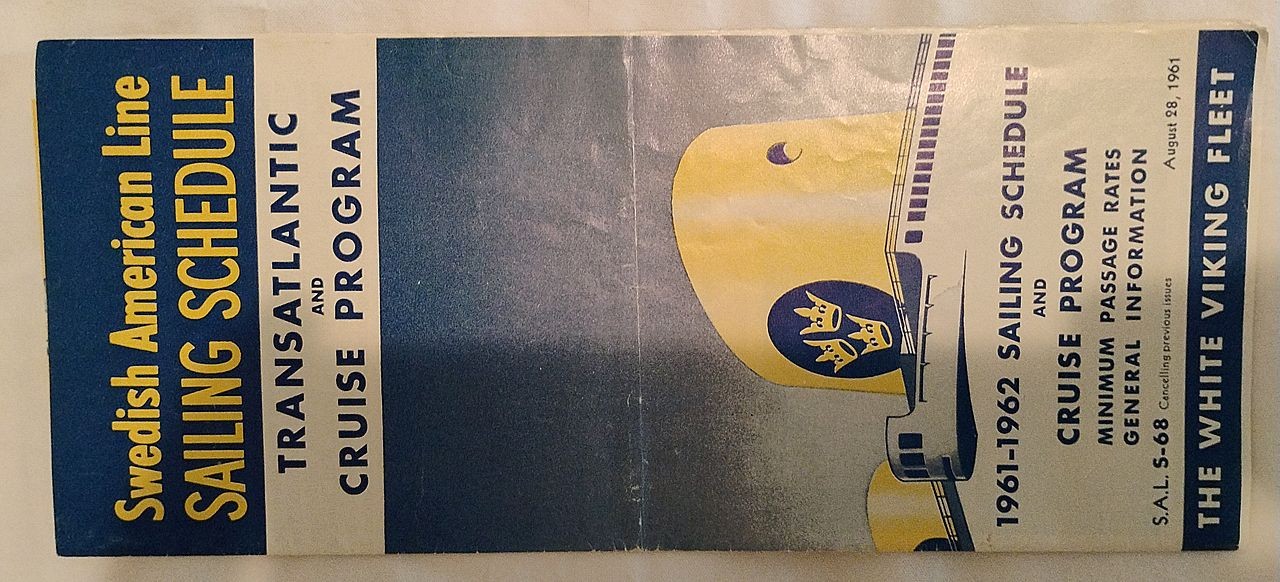 Swedish American Line
SAILING SCHEDULE
TRANSATLANTIC
AND
CRUISE PROGRAM
1961-1962 SAILING SCHEDULE
AND
CRUISE PROGRAM
MINIMUM PASSAGE RATES
GENERAL INFORMATION
S.A.L. S-68 Cancelling previous issues August 28, 1961
THE WHITE VIKING FLEET